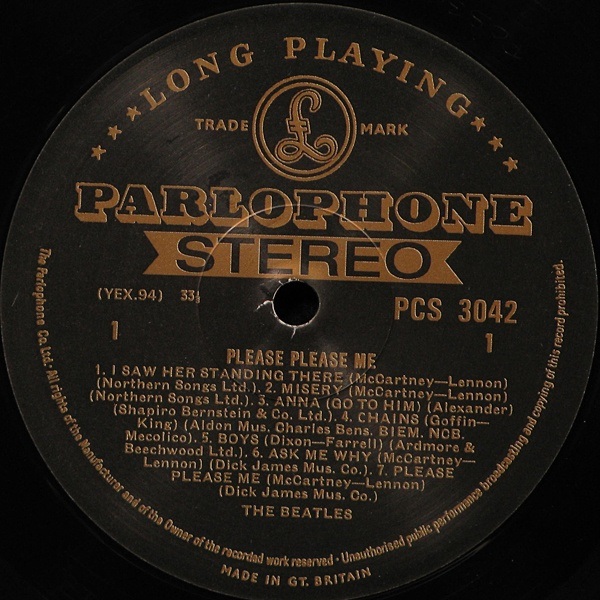 LONG PLAYING
TRADE MARK
PARLOPHONE
STEREO
(YEX.94) 33⅓
PCS 3042
1
1
PLEASE PLEASE ME
1. I SAW HER STANDING THERE (McCartney—Lennon)
(Northern Songs Ltd.). 2. MISERY (McCartney—Lennon)
(Northern Songs Ltd.). 3. ANNA (GO TO HIM) (Alexander)
(Shapiro Bernstein & Co. Ltd.). 4. CHAINS (Goffin—
King) (Aldon Mus. Charles Bens. BIEM. NCB.
Mecolico). 5. BOYS (Dixon—Farrell) (Ardmore &
Beechwood Ltd.). 6. ASK ME WHY (McCartney—
Lennon) (Dick James Mus. Co.). 7. PLEASE
PLEASE ME (McCartney—Lennon)
(Dick James Mus. Co.)
THE BEATLES
The Parlophone Co. Ltd. · All rights of the Manufacturer and of the Owner of the recorded work reserved · Unauthorised public performance broadcasting and copying of this record prohibited.
MADE IN GT. BRITAIN